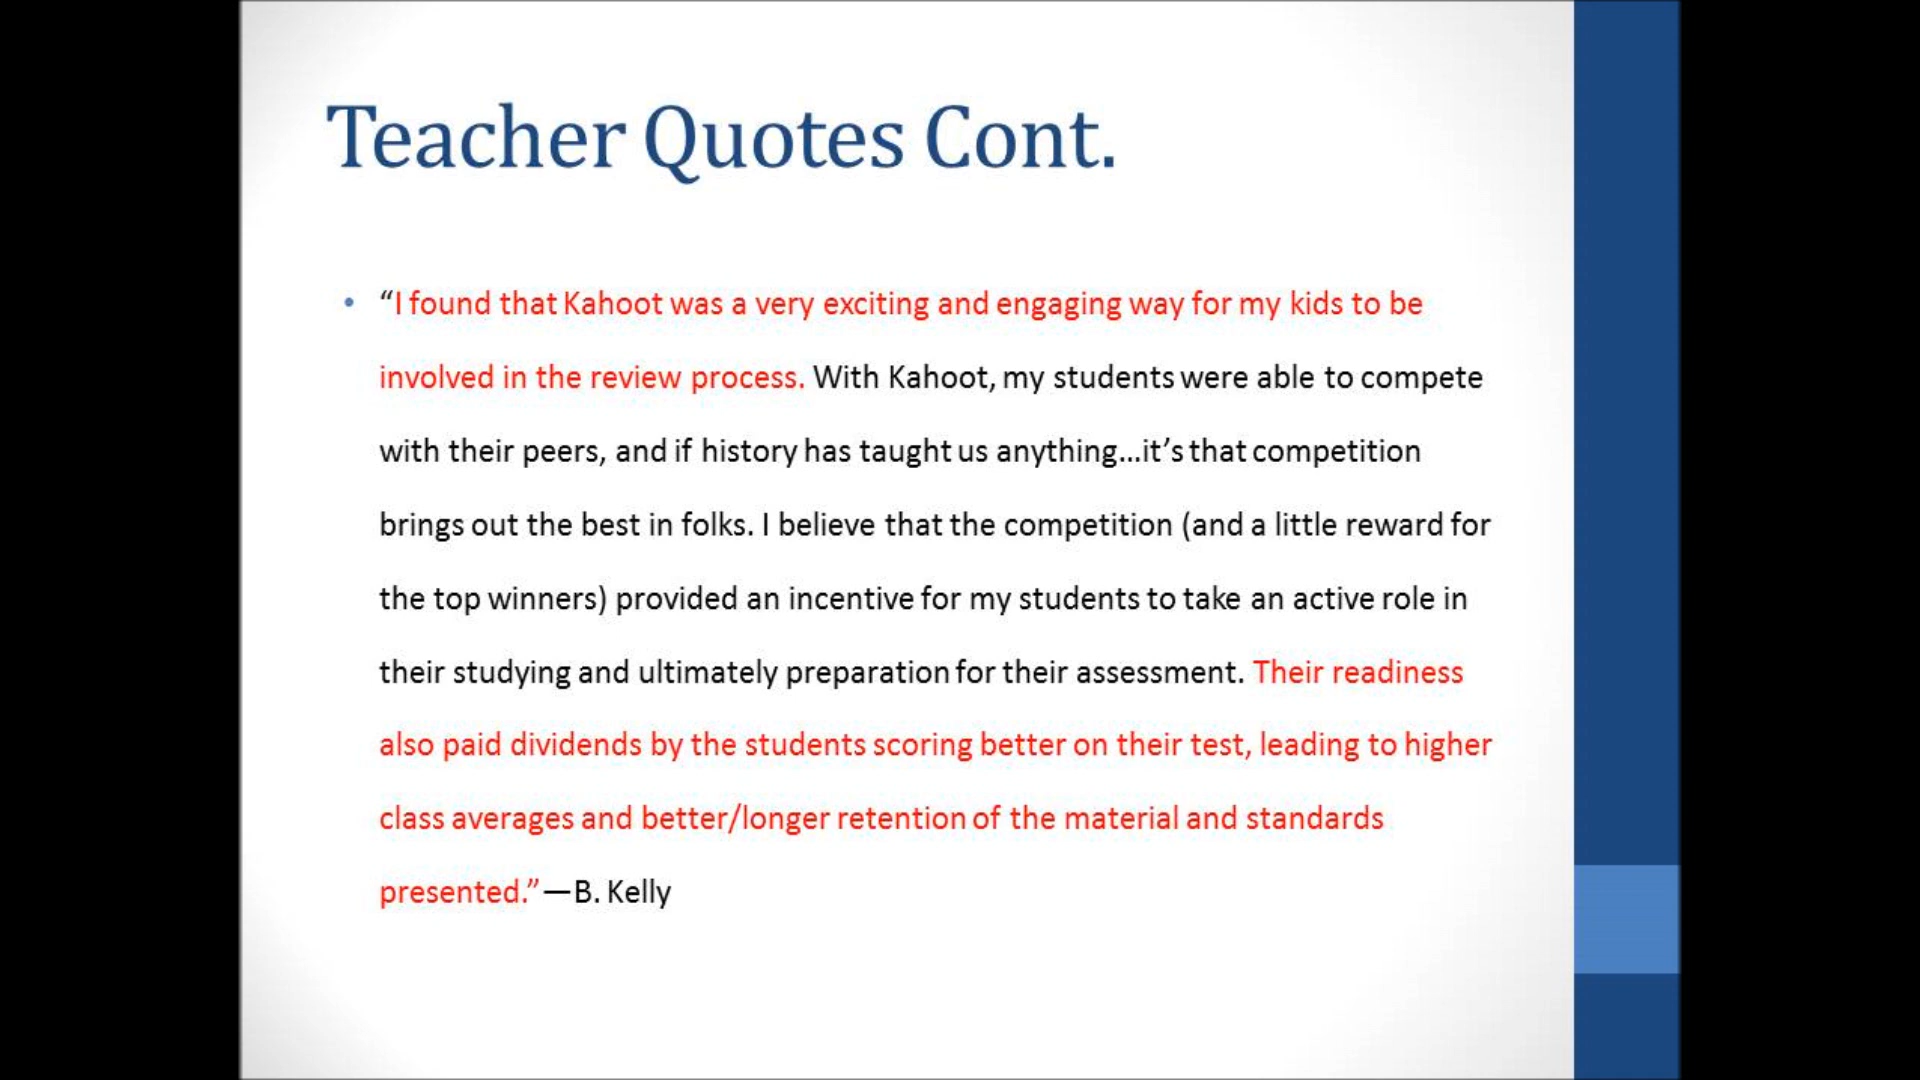 Teacher Quotes Cont.
• “I found that Kahoot was a very exciting and engaging way for my kids to be
involved in the review process. With Kahoot, my students were able to compete
with their peers, and if history has taught us anything…it’s that competition
brings out the best in folks. I believe that the competition (and a little reward for
the top winners) provided an incentive for my students to take an active role in
their studying and ultimately preparation for their assessment. Their readiness
also paid dividends by the students scoring better on their test, leading to higher
class averages and better/longer retention of the material and standards
presented.”—B. Kelly